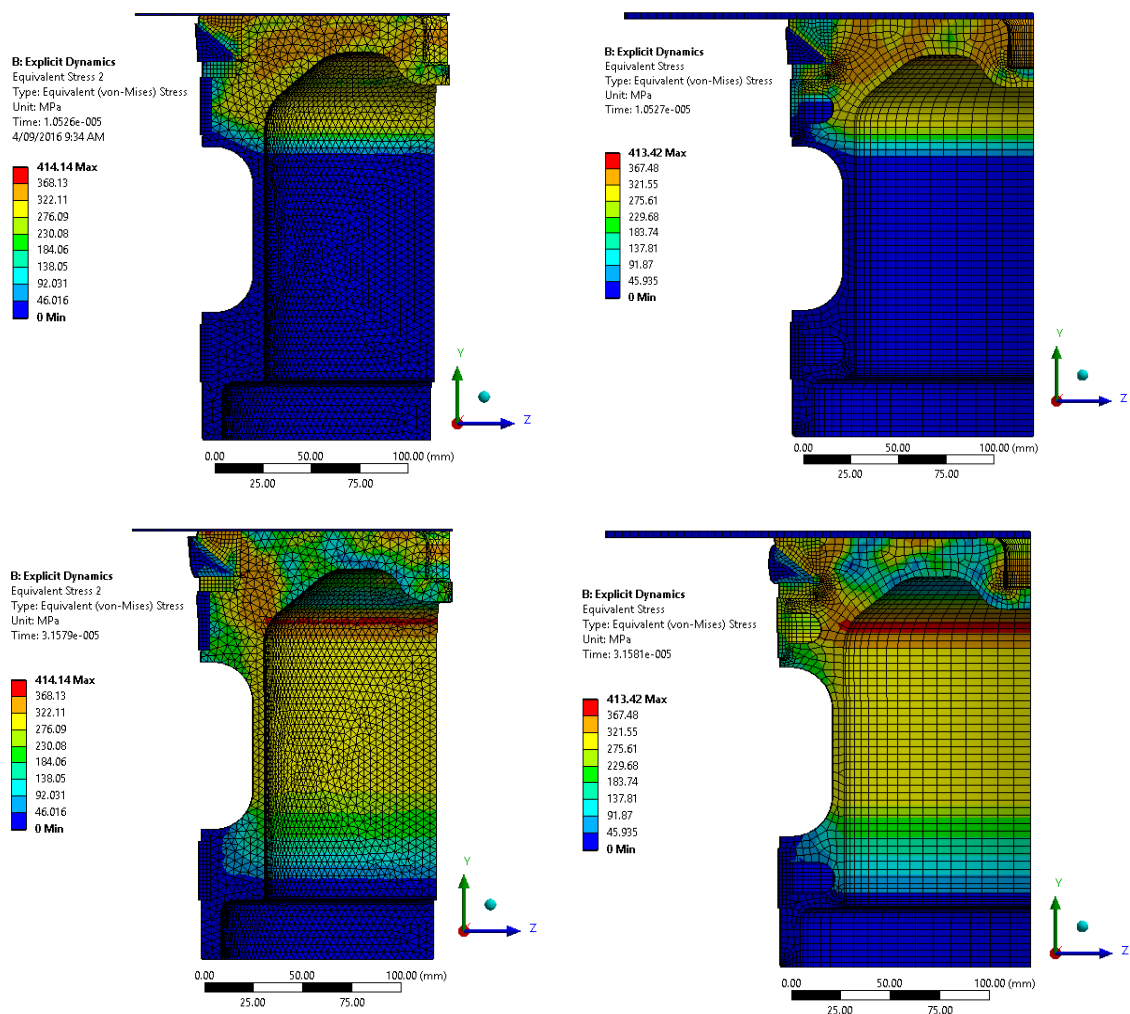 B: Explicit Dynamics
Equivalent Stress 2
Type: Equivalent (von-Mises) Stress
Unit: MPa
Time: 1.0526e-005
4/09/2016 9:34 AM
414.14 Max
368.13
322.11
276.09
230.08
184.06
138.05
92.031
46.016
0 Min
Y
Z
0.00
50.00
100.00 (mm)
25.00
75.00
B: Explicit Dynamics
Equivalent Stress
Type: Equivalent (von-Mises) Stress
Unit: MPa
Time: 1.0527e-005
413.42 Max
367.48
321.55
275.61
229.68
183.74
137.81
91.87
45.935
0 Min
Y
Z
0.00
50.00
100.00 (mm)
25.00
75.00
B: Explicit Dynamics
Equivalent Stress 2
Type: Equivalent (von-Mises) Stress
Unit: MPa
Time: 3.1579e-005
414.14 Max
368.13
322.11
276.09
230.08
184.06
138.05
92.031
46.016
0 Min
Y
Z
0.00
50.00
100.00 (mm)
25.00
75.00
B: Explicit Dynamics
Equivalent Stress
Type: Equivalent (von-Mises) Stress
Unit: MPa
Time: 3.1581e-005
413.42 Max
367.48
321.55
275.61
229.68
183.74
137.81
91.87
45.935
0 Min
Y
Z
0.00
50.00
100.00 (mm)
25.00
75.00